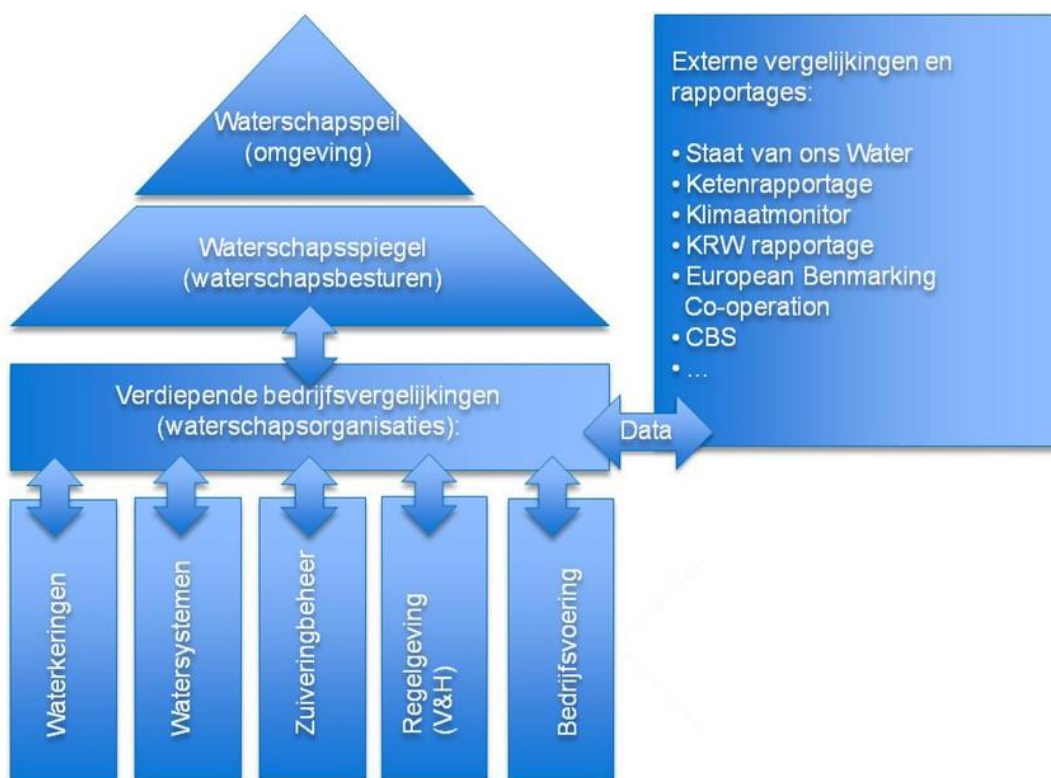 Waterschapspeil
(omgeving)
Waterschapsspiegel
(waterschapsbesturen)
Verdiepende bedrijfsvergelijkingen
(waterschapsorganisaties):
Data
Externe vergelijkingen en
rapportages:
• Staat van ons Water
• Ketenrapportage
• Klimaatmonitor
• KRW rapportage
• European Benmarking
Co-operation
• CBS
• ...
Waterkeringen
Watersystemen
Zuiveringbeheer
Regelgeving
(V&H)
Bedrijfsvoering